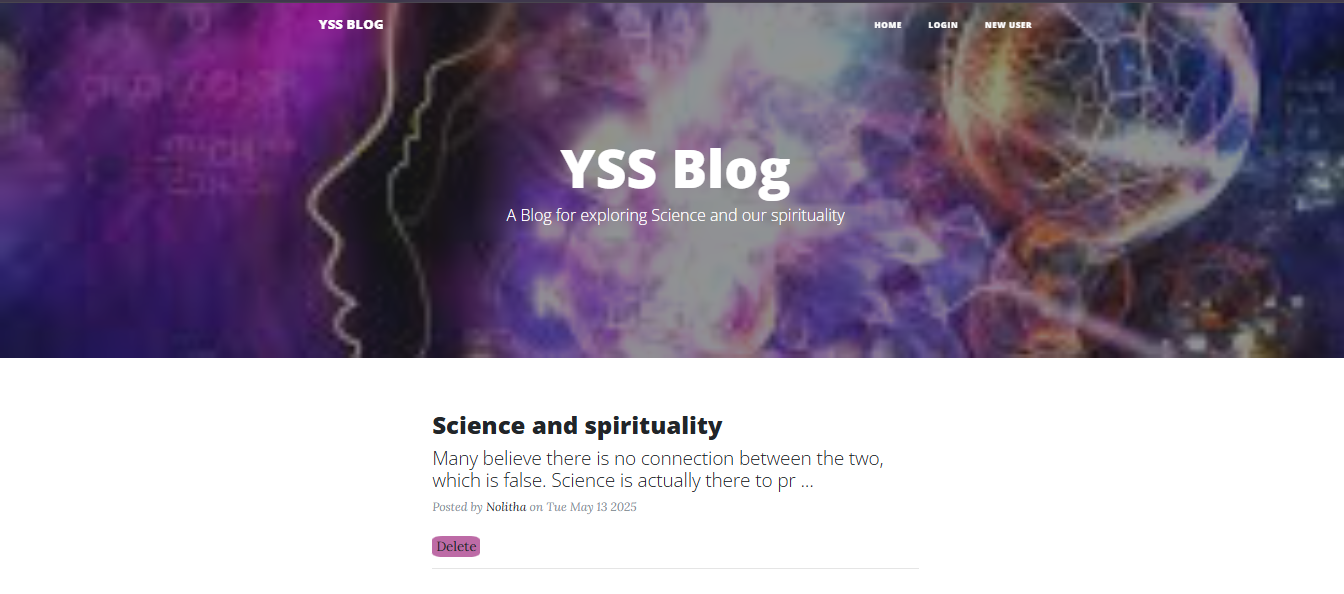 YSS BLOG
HOME LOGIN NEW USER
YSS Blog
A Blog for exploring Science and our spirituality
Science and spirituality
Many believe there is no connection between the two,
which is false. Science is actually there to pr ...
Posted by Nolitha on Tue May 13 2025
Delete